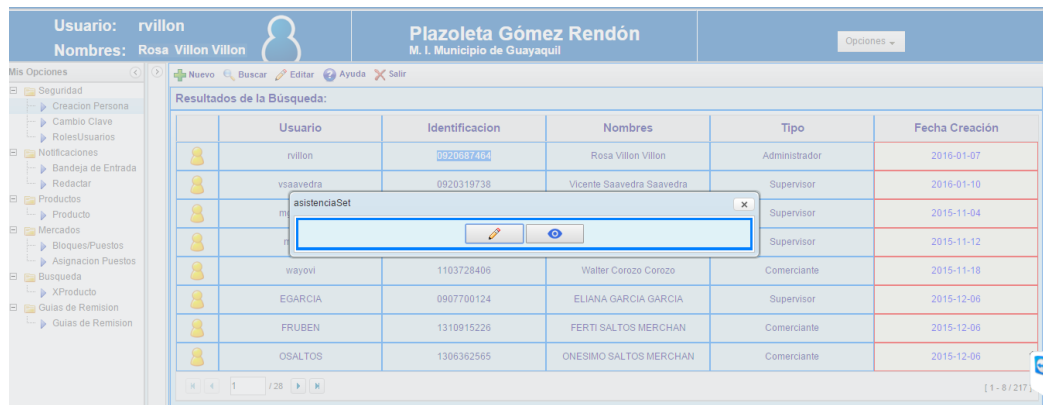 Usuario: rvillon
Nombres: Rosa Villon Villon
Plazoleta Gómez Rendón
M. I. Municipio de Guayaquil
Opciones
Mis Opciones
Seguridad
Creacion Persona
Cambio Clave
RolesUsuarios
Notificaciones
Bandeja de Entrada
Redactar
Productos
Producto
Mercados
Bloques/Puestos
Asignacion Puestos
Busqueda
XProducto
Guias de Remision
Guias de Remision
Nuevo Buscar Editar Ayuda Salir
Resultados de la Búsqueda:
Usuario Identificacion Nombres Tipo Fecha Creación
rvillon 0920687464 Rosa Villon Villon Administrador 2016-01-07
vsaavedra 0920319738 Vicente Saavedra Saavedra Supervisor 2016-01-10
Supervisor 2015-11-04
Supervisor 2015-11-12
asistenciaSet
wayovi 1103728406 Walter Corozo Corozo Comerciante 2015-11-18
EGARCIA 0907700124 ELIANA GARCIA GARCIA Supervisor 2015-12-06
FRUBEN 1310915226 FERTI SALTOS MERCHAN Comerciante 2015-12-06
OSALTOS 1306362565 ONESIMO SALTOS MERCHAN Comerciante 2015-12-06
1 / 28
[ 1 - 8 / 217 ]